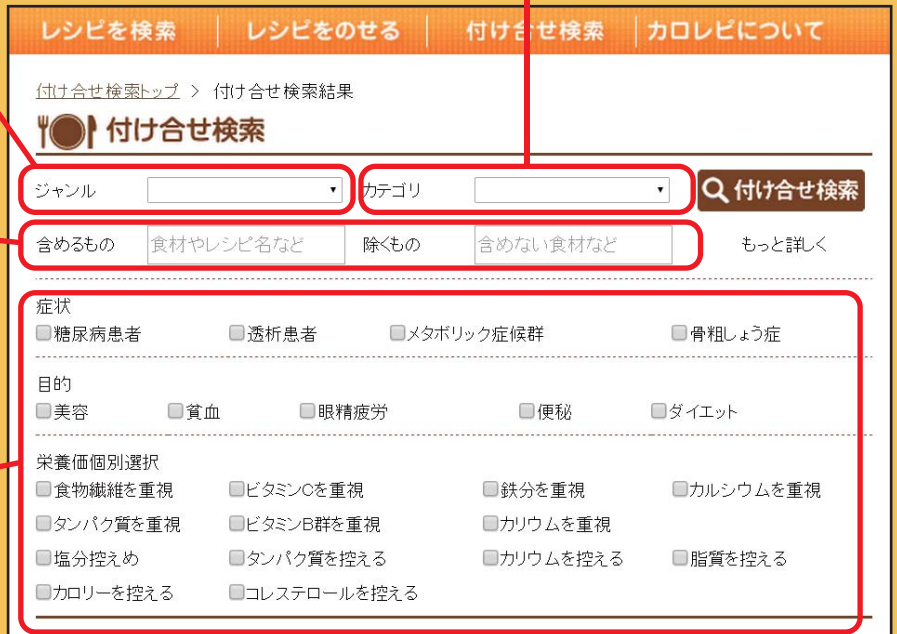 レシピを検索 レシピをのせる 付け合せ検索 カロレピについて
付け合せ検索トップ > 付け合せ検索結果
付け合せ検索
ジャンル カテゴリ 付け合せ検索
含めるもの 食材やレシピ名など 除くもの 含めない食材など もっと詳しく
症状
糖尿病患者 透析患者 メタボリック症候群 骨粗しょう症
目的
美容 貧血 眼精疲労 便秘 ダイエット
栄養価個別選択
食物繊維を重視 ビタミンCを重視 鉄分を重視 カルシウムを重視
タンパク質を重視 ビタミンB群を重視 カリウムを重視
塩分控えめ タンパク質を控える カリウムを控える 脂質を控える
カロリーを控える コレステロールを控える